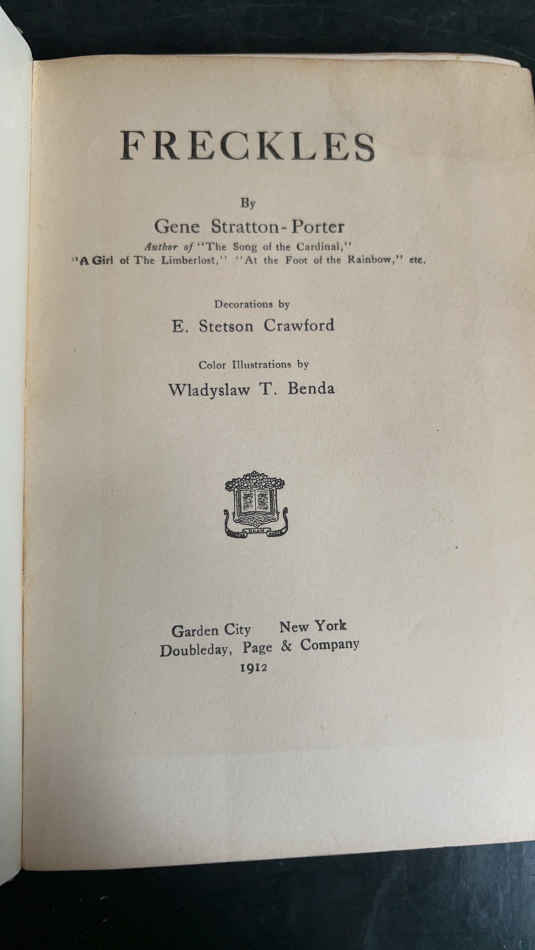 FRECKLES
By
Gene Stratton-Porter
Author of "The Song of the Cardinal,"
"A Girl of The Limberlost," "At the Foot of the Rainbow," etc.
Decorations by
E. Stetson Crawford
Color Illustrations by
Wladyslaw T. Benda
Garden City New York
Doubleday, Page & Company
1912